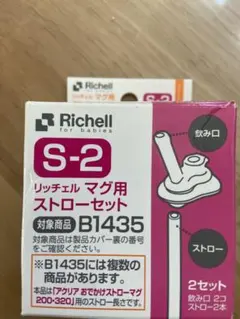 Richell
リッチェル マグ用
S-2
Richell
for babies
S-2
リッチェル マグ用
ストローセット
対象商品 B1435
対象商品は製品カバー裏の番号
をご確認ください。
※B1435には複数の
商品があります。
本品は「アクリア おでかけストローマグ
200・320」用のストロー長さです。
飲み口
ストロー
2セット
飲み口 2コ
ストロー2本